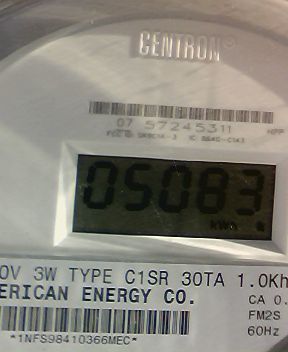 CENTRON®
07 57245311
05083
kWh
0V 3W TYPE C1SR 30TA 1.0Kh
ERICAN ENERGY CO.
CA 0.
FM2S
60Hz
*1NFS98410366MEC*